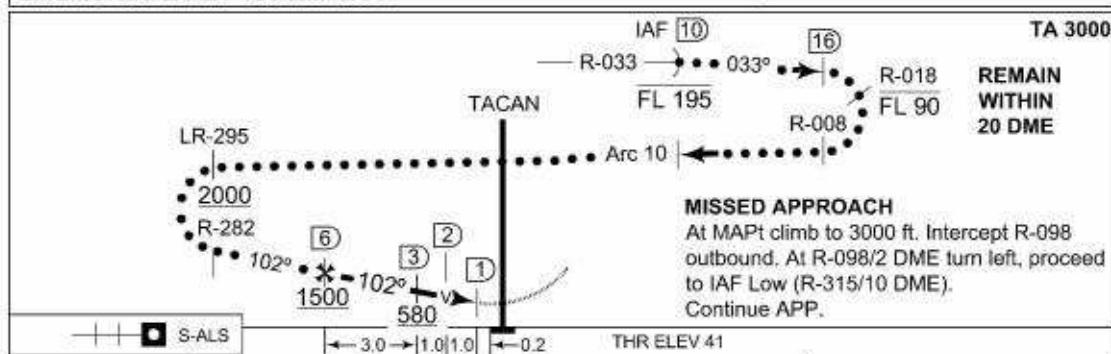 IAF 10
16
TA 3000
R-033
033º
FL 195
R-018
FL 90
REMAIN
WITHIN
20 DME
TACAN
LR-295
R-008
Arc 10
2000
R-282
102º
6
1500
102º
3
580
2
V
1
MISSED APPROACH
At MAPt climb to 3000 ft. Intercept R-098
outbound. At R-098/2 DME turn left, proceed
to IAF Low (R-315/10 DME).
Continue APP.
S-ALS
3.0
1.0
1.0
0.2
THR ELEV 41